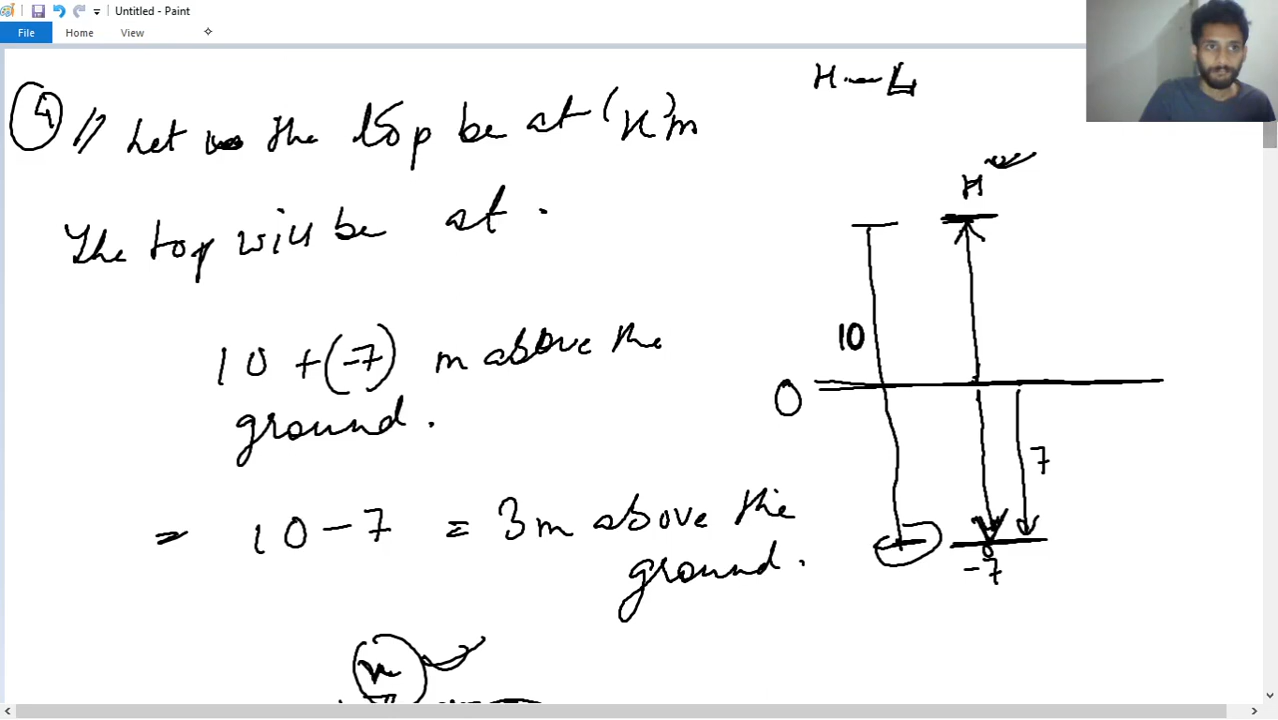 Untitled - Paint
File Home View
4 // Let the top be at (x)m
H - L
The top will be at .
H
10 + (-7) m above the
ground.
10
0
7
= 10 - 7 = 3m above the
ground.
-7